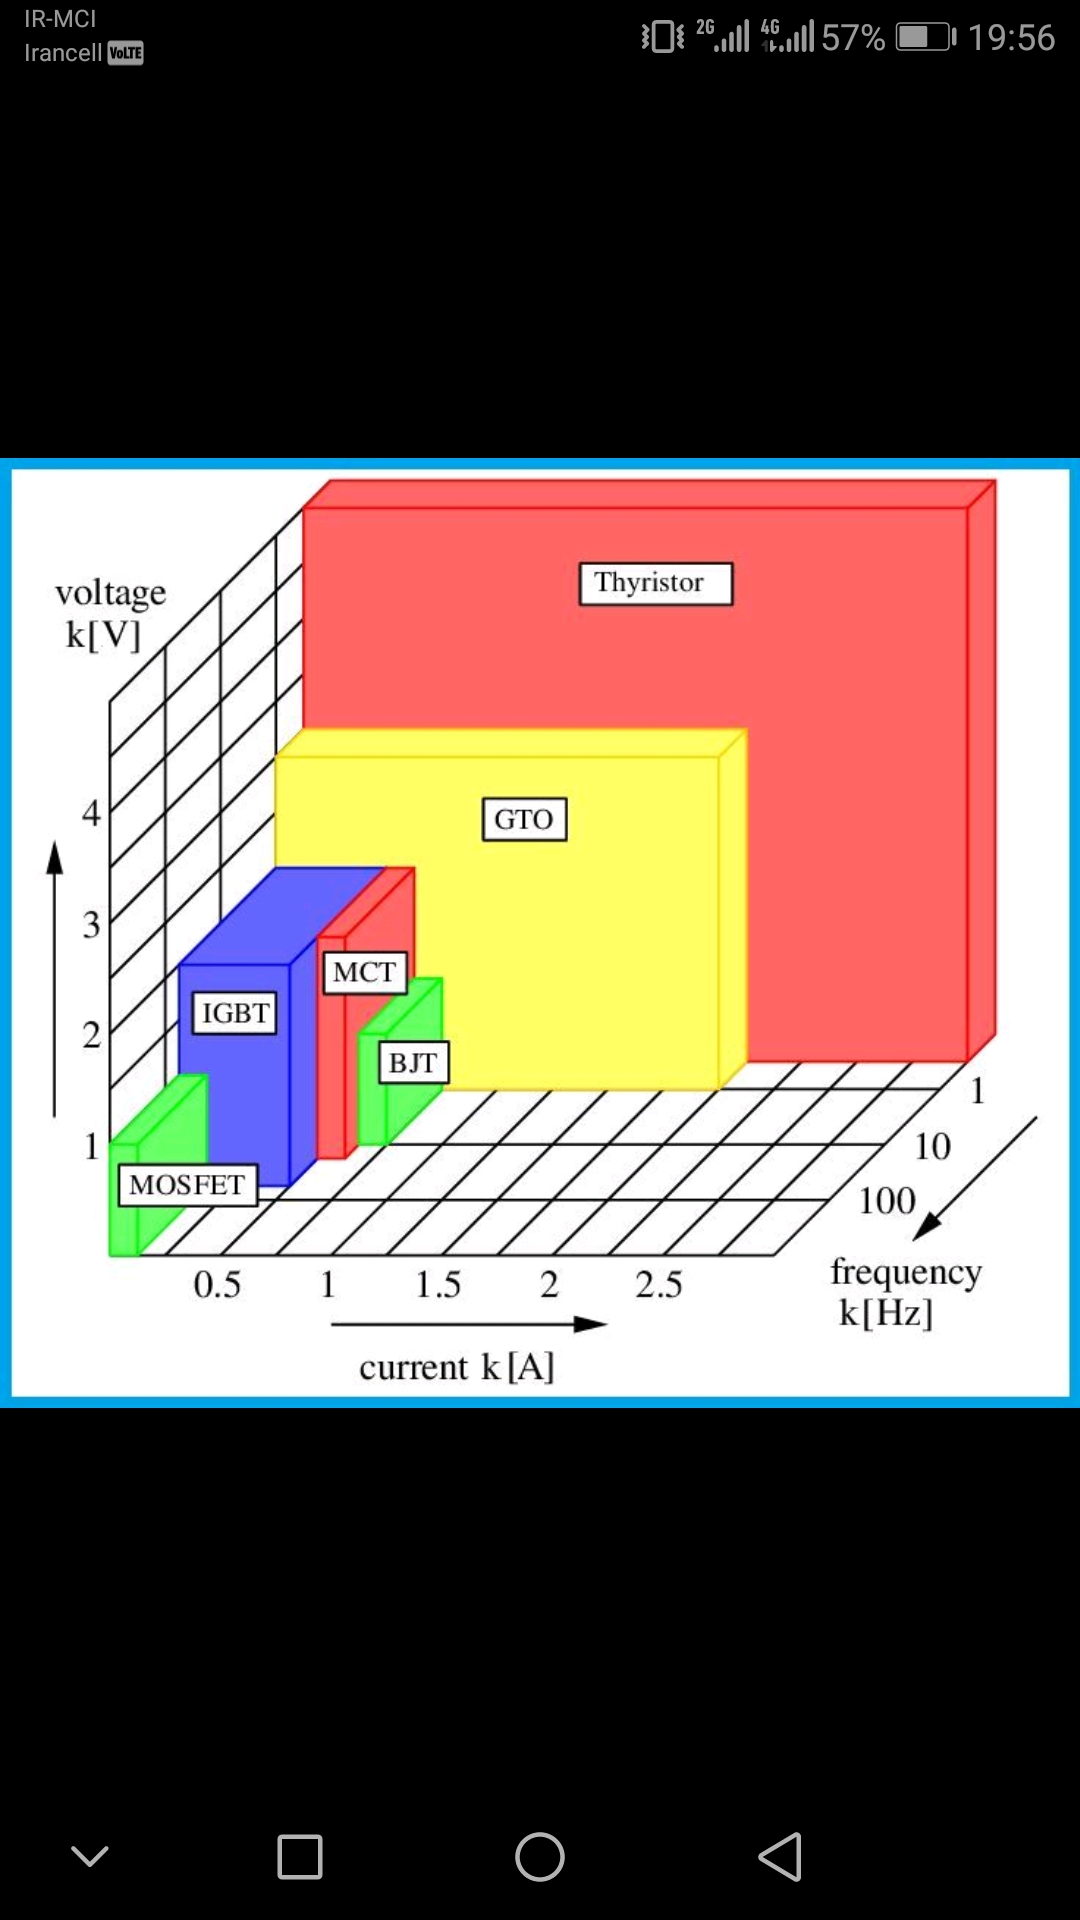 IR-MCI
Irancell VoLTE
2G 4G 57% 19:56
Thyristor
voltage
k[V]
GTO
4
3
MCT
IGBT
2
BJT
1
1
10
MOSFET
100
0.5 1 1.5 2 2.5
frequency
k[Hz]
current k[A]